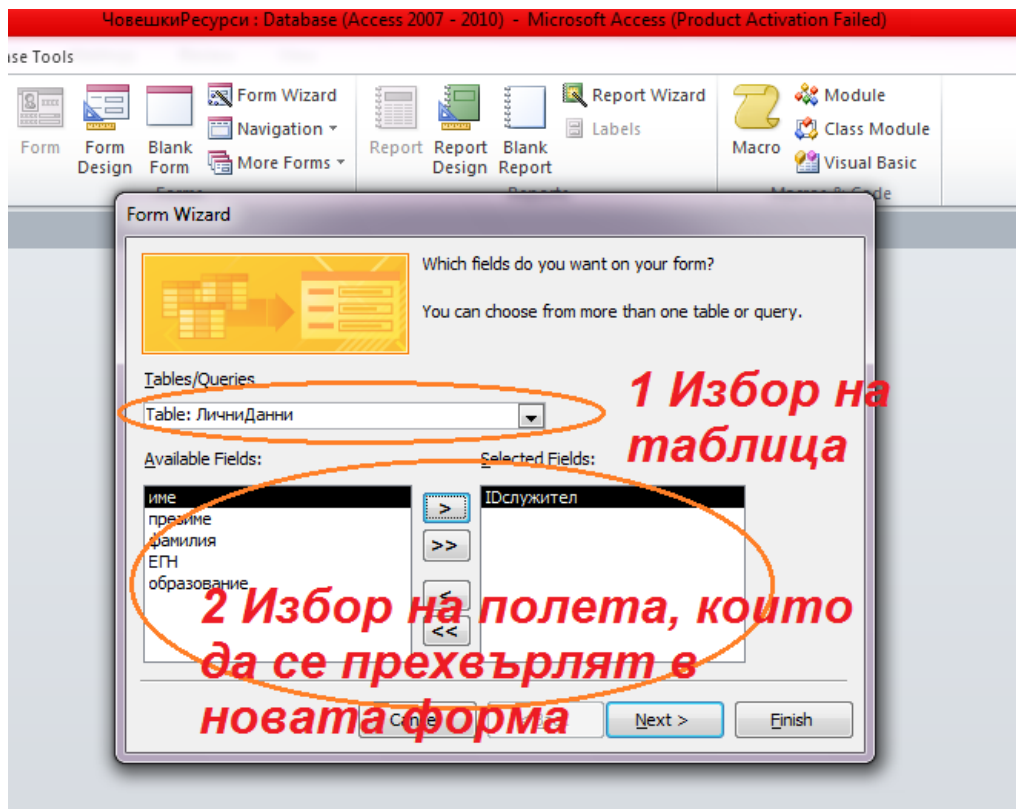 ЧовешкиРесурси : Database (Access 2007 - 2010) - Microsoft Access (Product Activation Failed)
ase Tools
Form
Form Design
Blank Form
Form Wizard
Navigation
More Forms
Report
Report Design
Blank Report
Report Wizard
Labels
Macro
Module
Class Module
Visual Basic
Form Wizard
Which fields do you want on your form?
You can choose from more than one table or query.
Tables/Queries
Table: ЛичниДанни
1 Избор на
таблица
Available Fields:
Selected Fields:
име
презиме
фамилия
ЕГН
образование
>
>>
<
<<
IDслужител
2 Избор на полета, които
да се прехвърлят в
новата форма
Next >
Finish